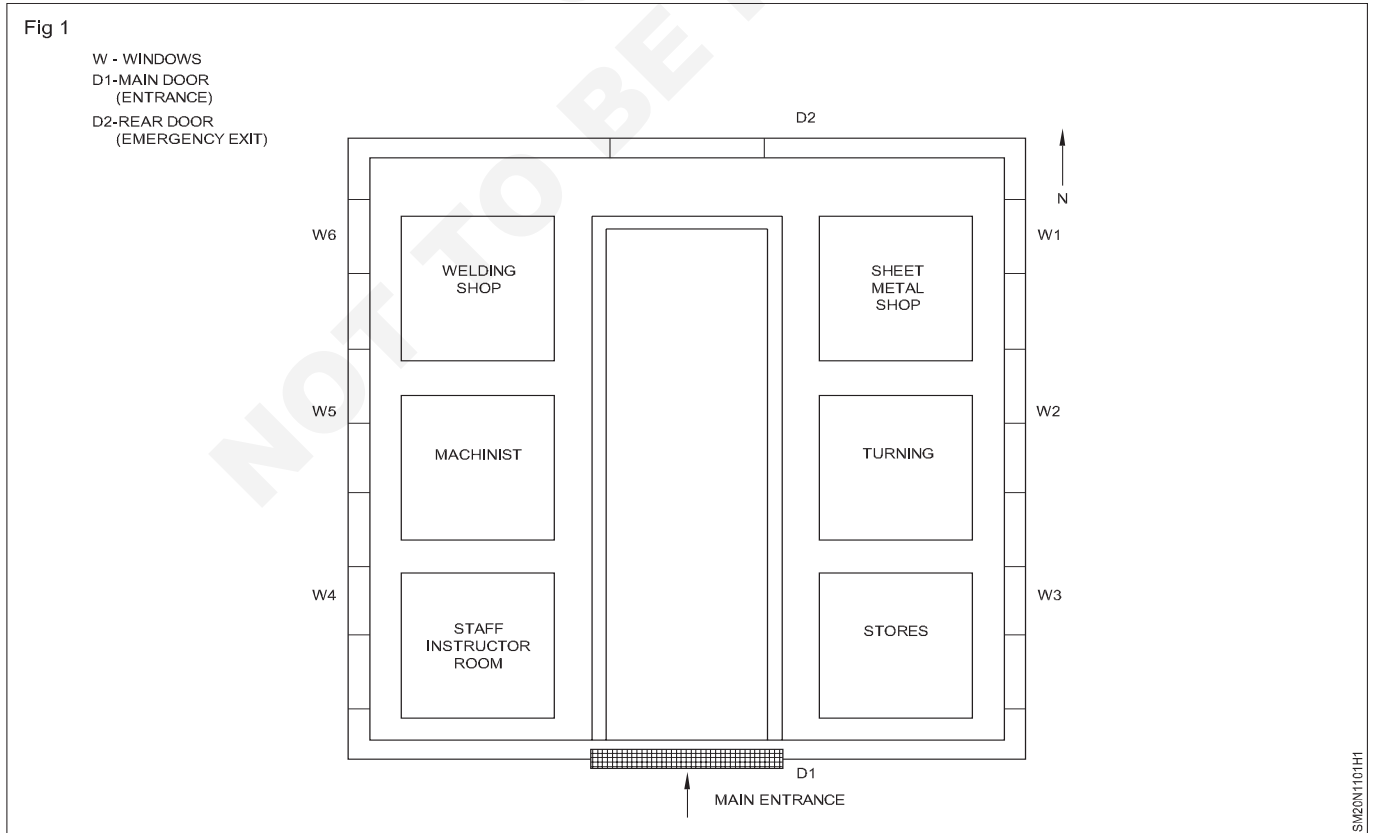 Fig 1
W - WINDOWS
D1-MAIN DOOR
(ENTRANCE)
D2-REAR DOOR
(EMERGENCY EXIT)
D2
N
W6
WELDING
SHOP
SHEET
METAL
SHOP
W1
W5
MACHINIST
TURNING
W2
W4
STAFF
INSTRUCTOR
ROOM
STORES
W3
D1
MAIN ENTRANCE
SM20N1101H1
NOT TO BE